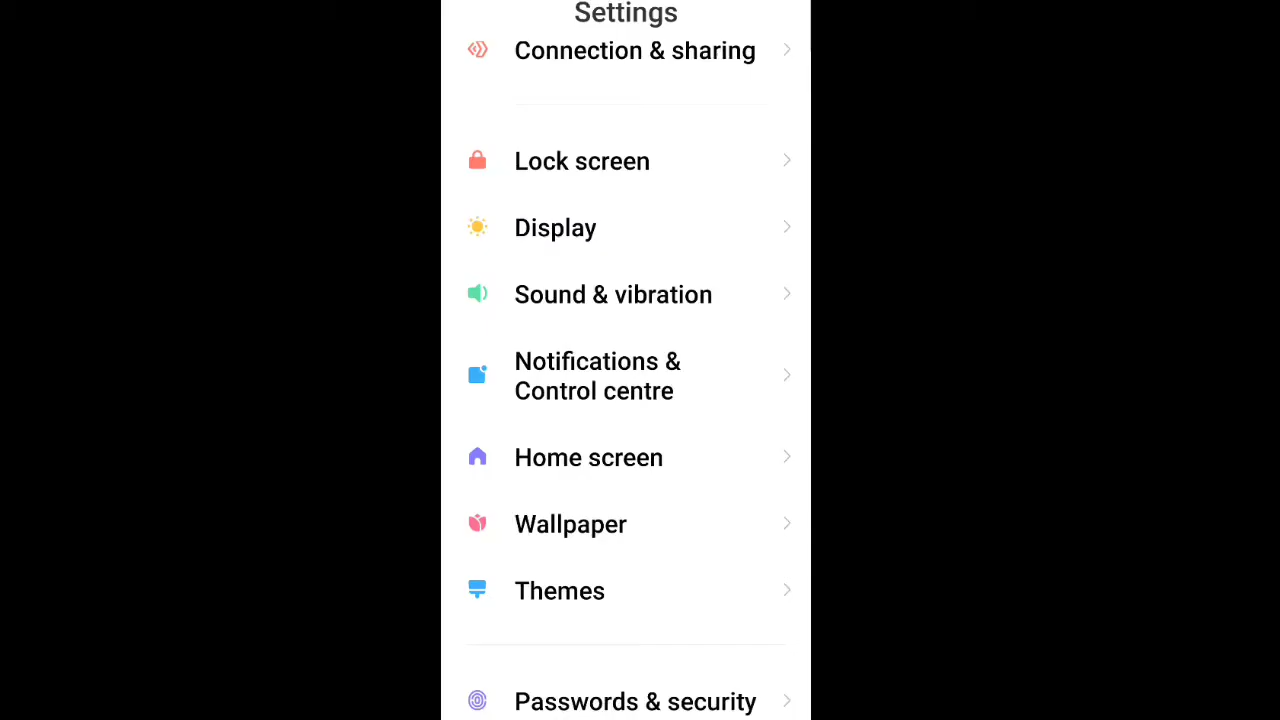 Settings
Connection & sharing
Lock screen
Display
Sound & vibration
Notifications &
Control centre
Home screen
Wallpaper
Themes
Passwords & security